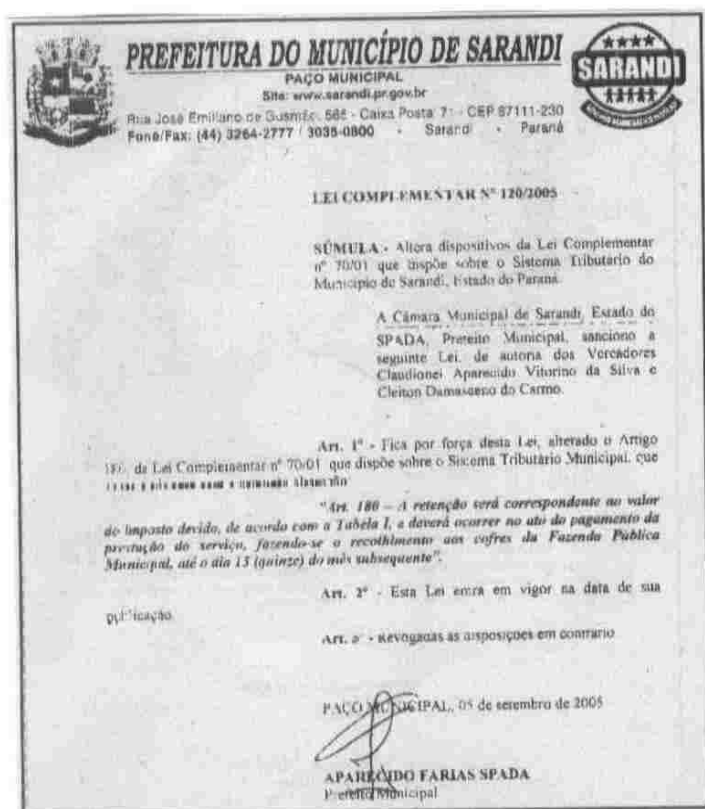 PREFEITURA DO MUNICÍPIO DE SARANDI
PAÇO MUNICIPAL
Site: www.sarandi.pr.gov.br
Rua José Emiliano de Gusmão, 565 - Caixa Postal 71 - CEP 87111-230
Fone/Fax: (44) 3264-2777 / 3035-0800 - Sarandi - Paraná
SARANDI
LEI COMPLEMENTAR Nº 120/2005
SÚMULA - Altera dispositivos da Lei Complementar
nº 70/01 que dispõe sobre o Sistema Tributário do
Município de Sarandi, Estado do Paraná.
A Câmara Municipal de Sarandi, Estado do
SPADA, Prefeito Municipal, sanciono a
seguinte Lei, de autoria dos Vereadores
Claudionei Aparecido Vitorino da Silva e
Cleiton Damasceno do Carmo.
Art. 1º - Fica por força desta Lei, alterado o Artigo
da Lei Complementar nº 70/01 que dispõe sobre o Sistema Tributário Municipal, que
"Art. 180 – A retenção será correspondente ao valor
do imposto devido, de acordo com a Tabela I, e deverá ocorrer no ato do pagamento da
prestação do serviço, fazendo-se o recolhimento aos cofres da Fazenda Pública
Municipal, até o dia 15 (quinze) do mês subsequente".
Art. 2º - Esta Lei entra em vigor na data de sua
publicação
Art. - Revogadas as disposições em contrário
PAÇO MUNICIPAL, 05 de setembro de 2005
APARECIDO FARIAS SPADA
Prefeito Municipal